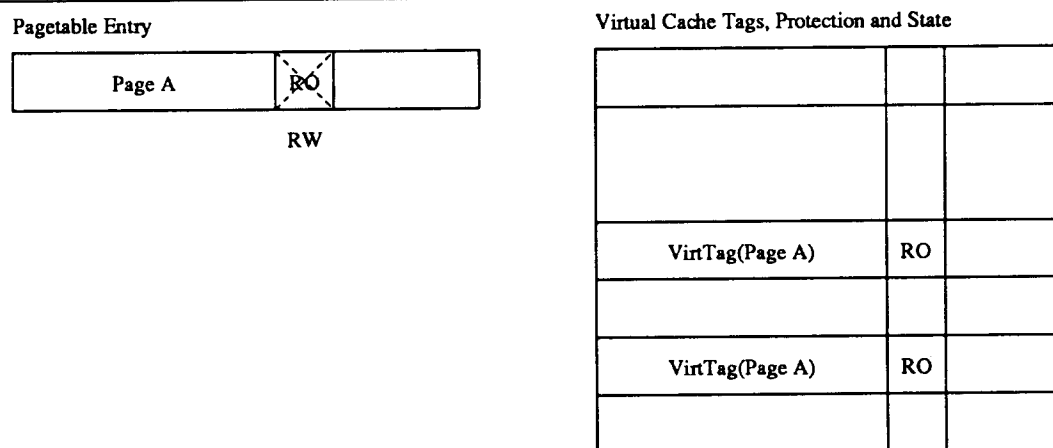 Pagetable Entry
Page A
RO
RW
Virtual Cache Tags, Protection and State
VirtTag(Page A)
RO
VirtTag(Page A)
RO